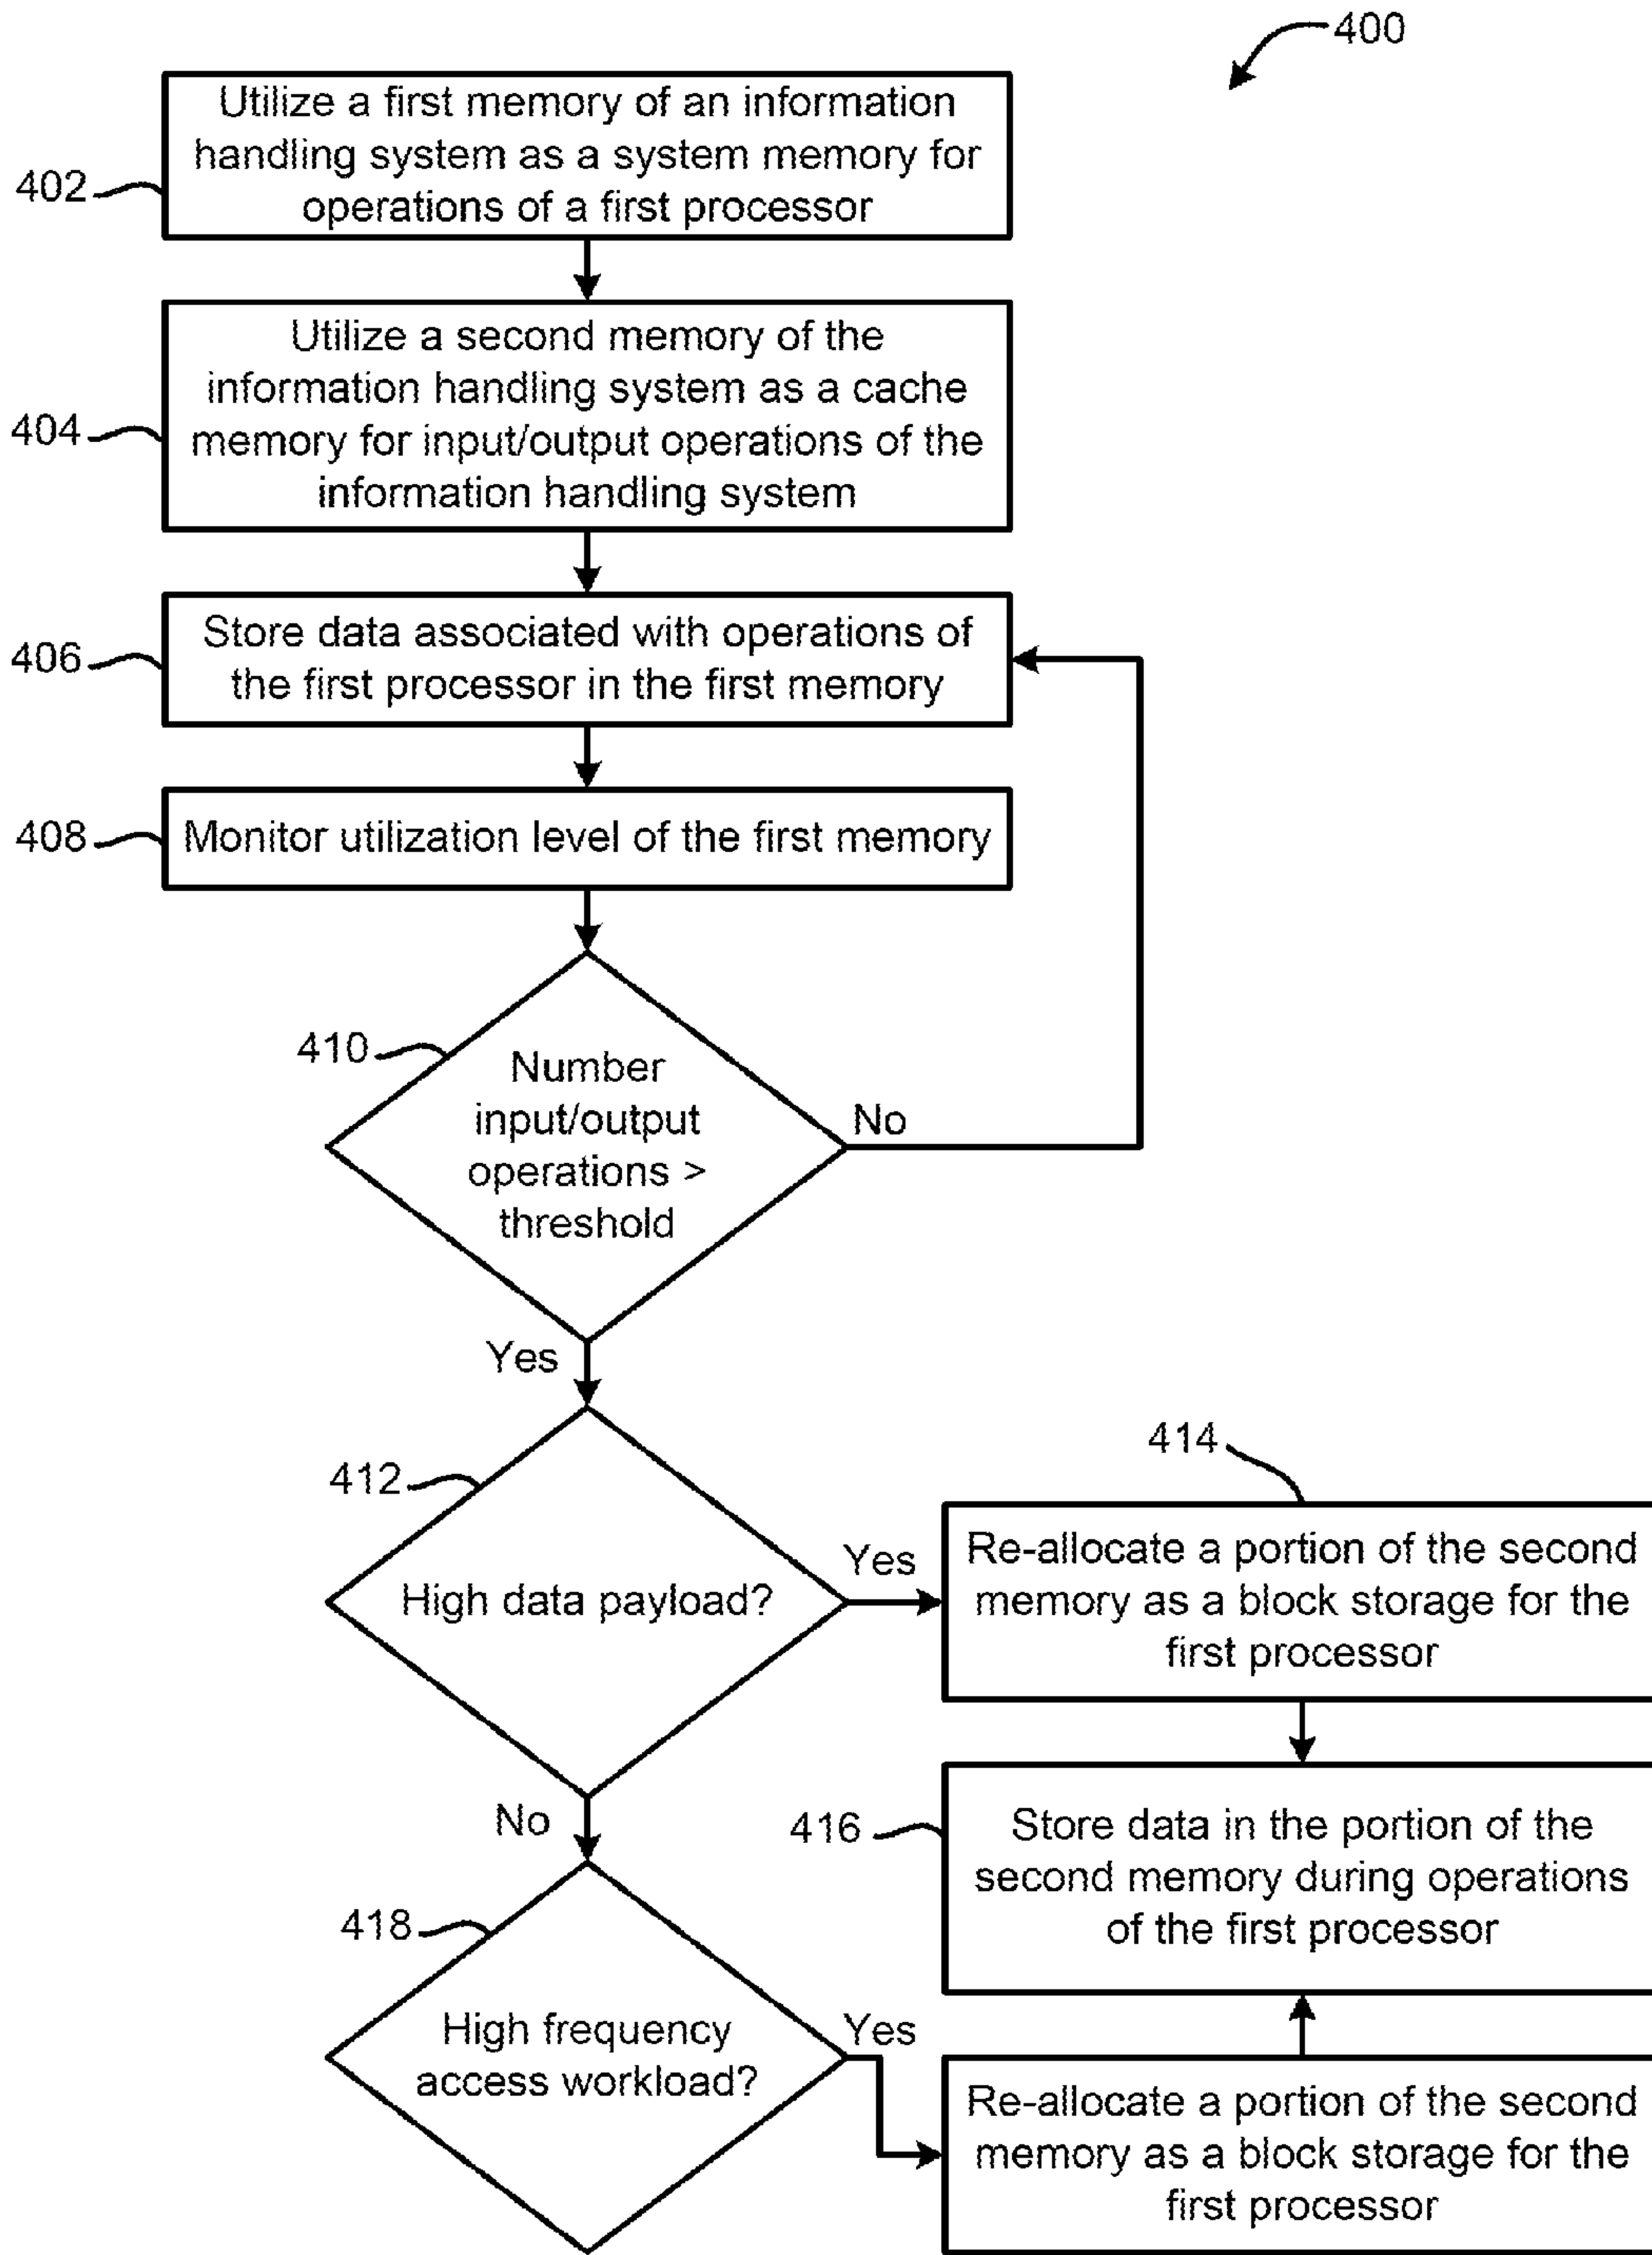 400
Utilize a first memory of an information
handling system as a system memory for
operations of a first processor
402
Utilize a second memory of the
information handling system as a cache
memory for input/output operations of the
information handling system
404
Store data associated with operations of
the first processor in the first memory
406
Monitor utilization level of the first memory
408
410
Number
input/output
operations >
threshold
No
Yes
412
High data payload?
Yes
414
Re-allocate a portion of the second
memory as a block storage for the
first processor
No
416
Store data in the portion of the
second memory during operations
of the first processor
418
High frequency
access workload?
Yes
Re-allocate a portion of the second
memory as a block storage for the
first processor